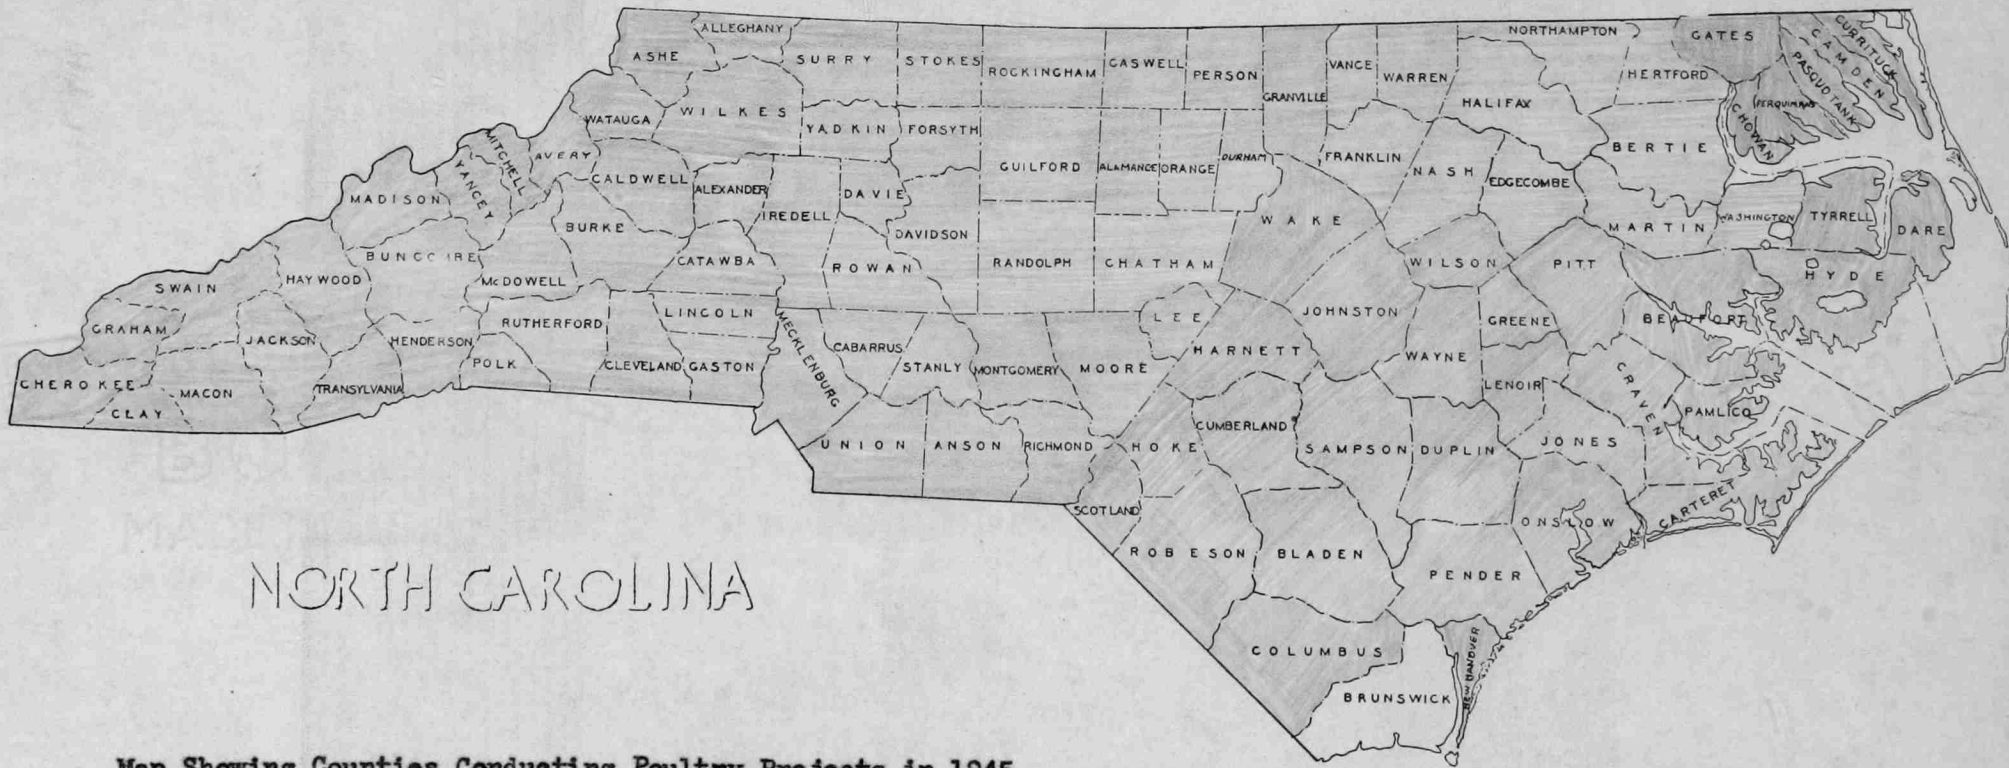 ALLEGHANY
ASHE
SURRY
STOKES
ROCKINGHAM
CASWELL
PERSON
GRANVILLE
VANCE
WARREN
NORTHAMPTON
HERTFORD
GATES
CURRITUCK
CAMDEN
PASQUOTANK
PERQUIMANS
CHOWAN
HALIFAX
WATAUGA
WILKES
YADKIN
FORSYTH
GUILFORD
ALAMANCE
ORANGE
DURHAM
FRANKLIN
NASH
EDGECOMBE
BERTIE
MITCHELL
AVERY
YANCEY
MADISON
CALDWELL
ALEXANDER
IREDELL
DAVIE
DAVIDSON
WAKE
MARTIN
WASHINGTON
TYRRELL
DARE
BURKE
HAYWOOD
McDOWELL
CATAWBA
ROWAN
RANDOLPH
CHATHAM
WILSON
PITT
HYDE
SWAIN
GRAHAM
JACKSON
HENDERSON
RUTHERFORD
LINCOLN
MECKLENBURG
CABARRUS
STANLY
MONTGOMERY
MOORE
LEE
HARNETT
JOHNSTON
WAYNE
GREENE
BEAUFORT
CHEROKEE
CLAY
MACON
TRANSYLVANIA
POLK
CLEVELAND
GASTON
LENOIR
CRAVEN
PAMLICO
UNION
ANSON
RICHMOND
HOKE
CUMBERLAND
SAMPSON
DUPLIN
JONES
SCOTLAND
ROBESON
BLADEN
ONSLOW
CARTERET
PENDER
COLUMBUS
BRUNSWICK
NEW HANOVER
NORTH CAROLINA
Map Showing Counties Conducting Poultry Projects in 1945